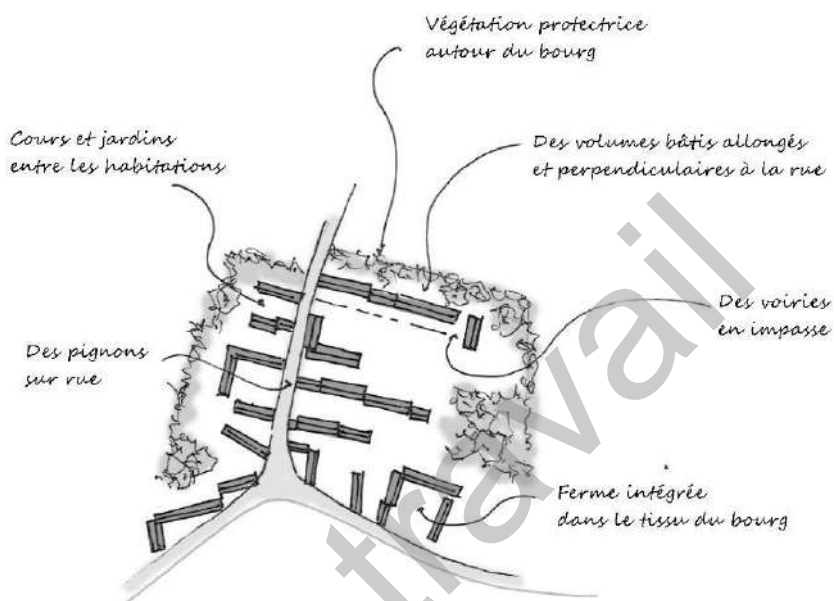 Végétation protectrice
autour du bourg
Cours et jardins
entre les habitations
Des volumes bâtis allongés
et perpendiculaires à la rue
Des voiries
en impasse
Des pignons
sur rue
Ferme intégrée
dans le tissu du bourg
travail